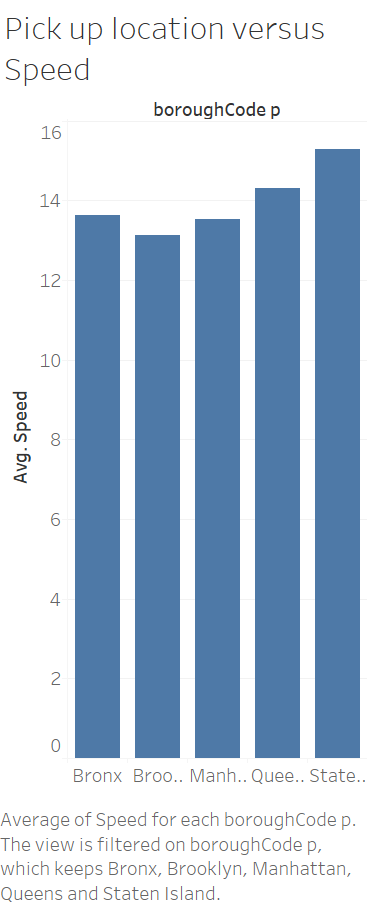 Pick up location versus
Speed
boroughCode p
16
14
12
10
8
6
4
2
0
Avg. Speed
Bronx Broo.. Manh.. Quee.. State..
Average of Speed for each boroughCode p.
The view is filtered on boroughCode p,
which keeps Bronx, Brooklyn, Manhattan,
Queens and Staten Island.